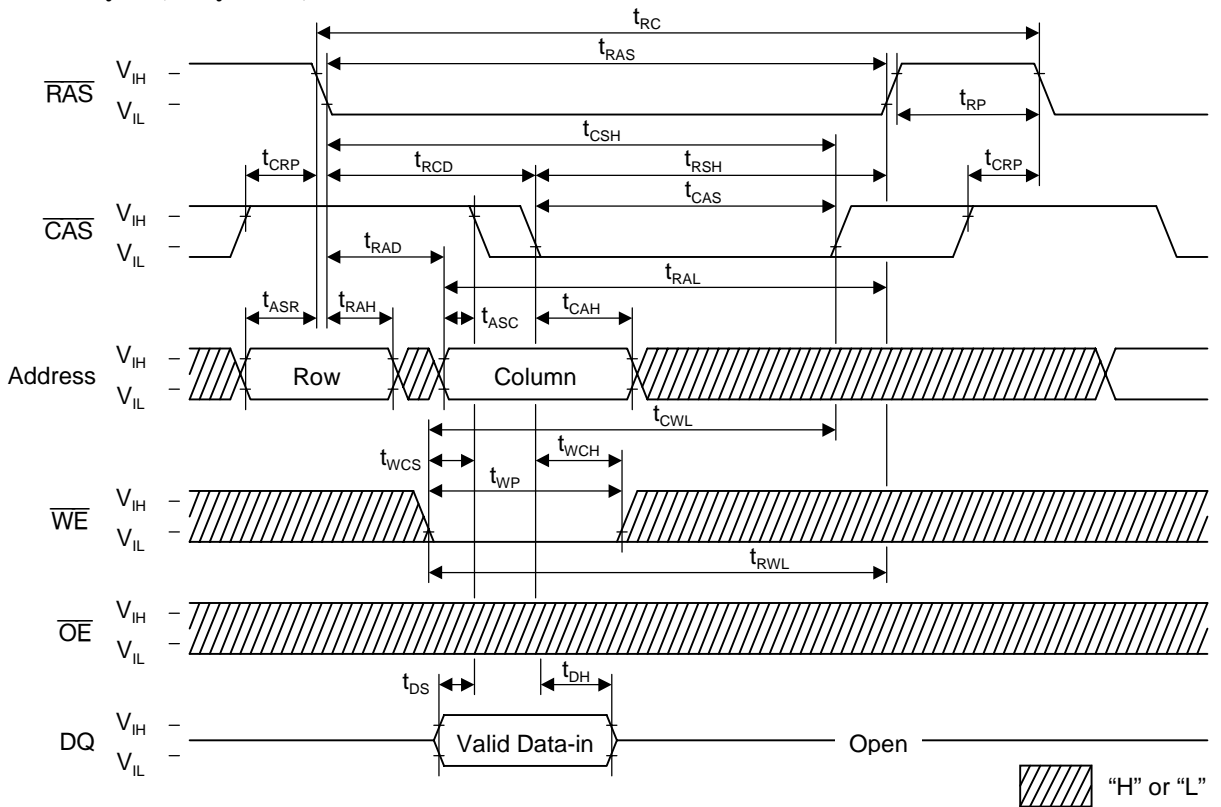 tRC
tRAS
RAS
VIH
VIL
tRP
tCSH
tCRP
tRCD
tRSH
tCRP
tCAS
CAS
VIH
VIL
tRAD
tRAL
tASR
tRAH
tASC
tCAH
Address
VIH
VIL
Row
Column
tCWL
tWCS
tWCH
tWP
WE
VIH
VIL
tRWL
OE
VIH
VIL
tDS
tDH
DQ
VIH
VIL
Valid Data-in
Open
“H” or “L”